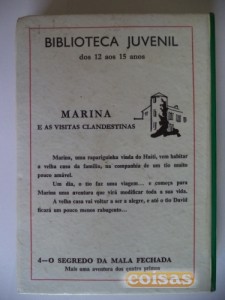 BIBLIOTECA JUVENIL
dos 12 aos 15 anos
MARINA
E AS VISITAS CLANDESTINAS
Marina, uma rapariguinha vinda de Haiti, vem habitar
a velha casa da família, na companhia de um tio muito
pouco amável.
Um dia, o tio faz uma viagem... e começa para
Marina uma aventura que virá modificar toda a sua vida.
A velha casa vai voltar a ser a alegre, e até o tio David
ficará um pouco menos rabugento...
4—O SEGREDO DA MALA FECHADA
Mais uma aventura dos quatro primos
coisas